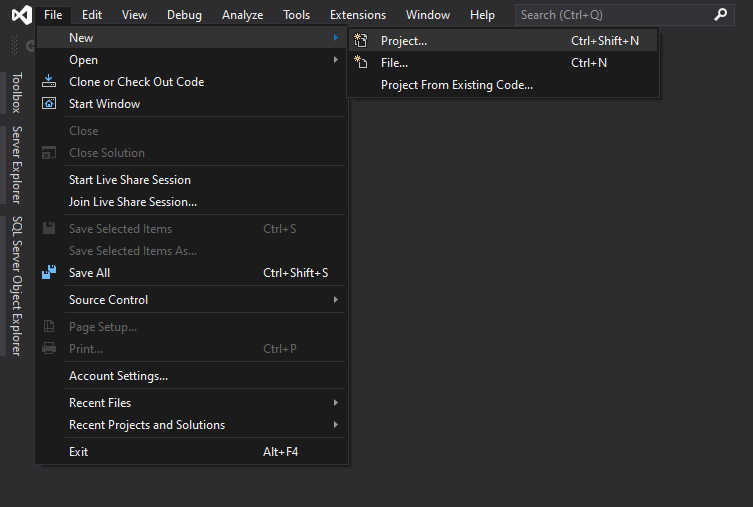 File Edit View Debug Analyze Tools Extensions Window Help Search (Ctrl+Q)
New
Project... Ctrl+Shift+N
Open
File... Ctrl+N
Clone or Check Out Code
Project From Existing Code...
Start Window
Close
Close Solution
Start Live Share Session
Join Live Share Session...
Save Selected Items Ctrl+S
Save Selected Items As...
Save All Ctrl+Shift+S
Source Control
Page Setup...
Print... Ctrl+P
Account Settings...
Recent Files
Recent Projects and Solutions
Exit Alt+F4
Toolbox
Server Explorer
SQL Server Object Explorer